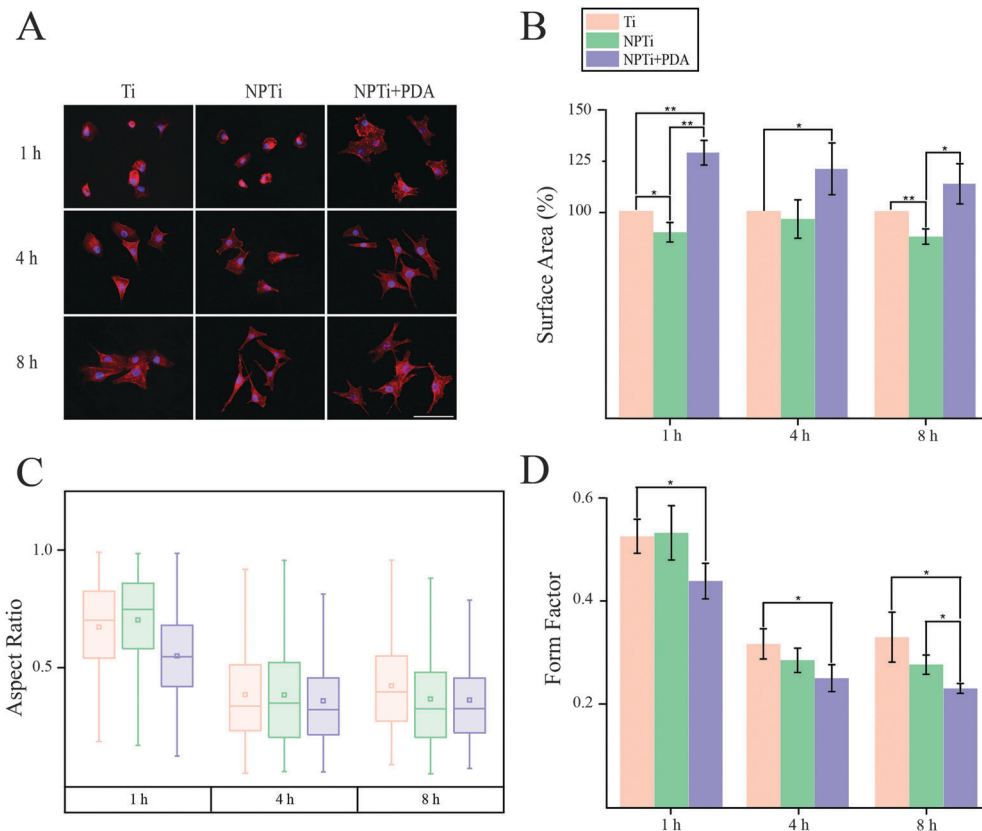 A
Ti NPTi NPTi+PDA
1 h
4 h
8 h
B
Ti
NPTi
NPTi+PDA
Surface Area (%)
150
125
100
** ** * * * **
1 h 4 h 8 h
C
Aspect Ratio
1.0
0.5
1 h 4 h 8 h
D
Form Factor
0.6
0.4
0.2
* * * *
1 h 4 h 8 h